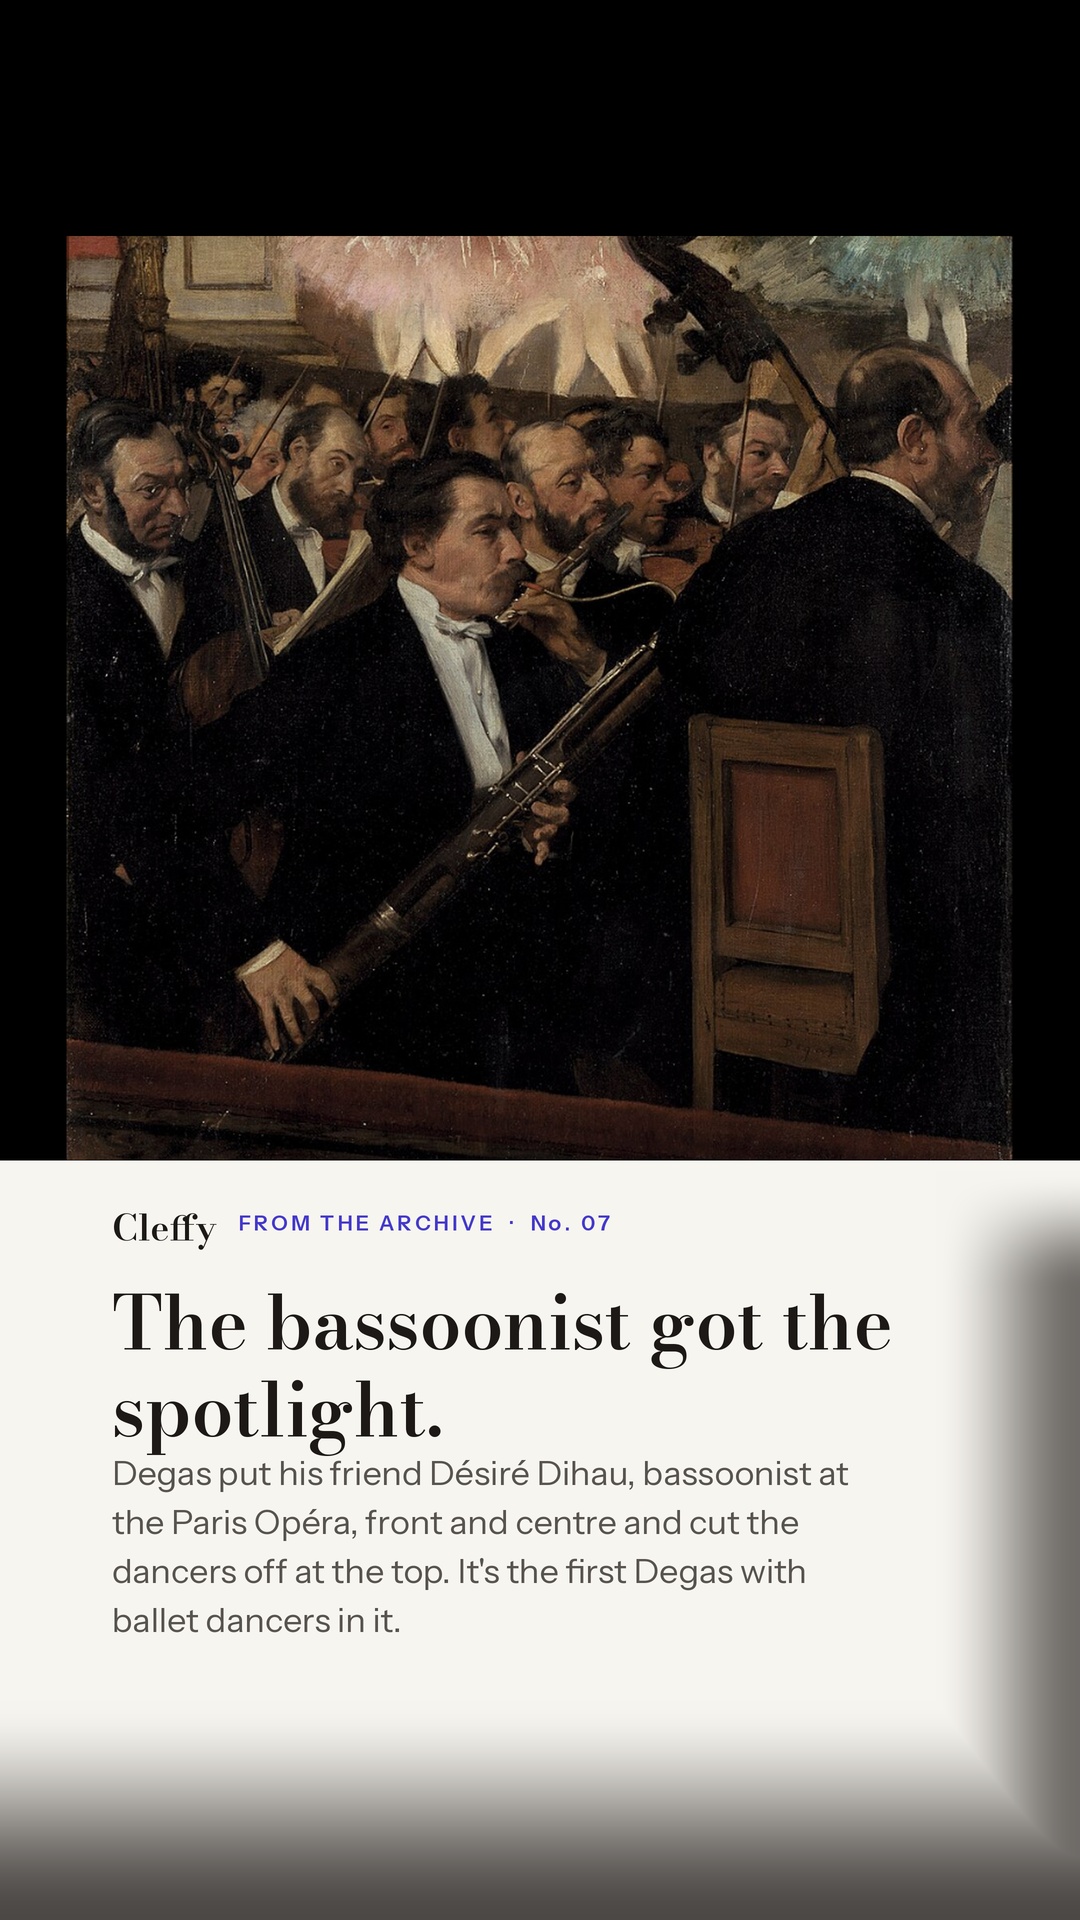 Cleffy FROM THE ARCHIVE · No. 07
The bassoonist got the
spotlight.
Degas put his friend Désiré Dihau, bassoonist at
the Paris Opéra, front and centre and cut the
dancers off at the top. It's the first Degas with
ballet dancers in it.
Degas